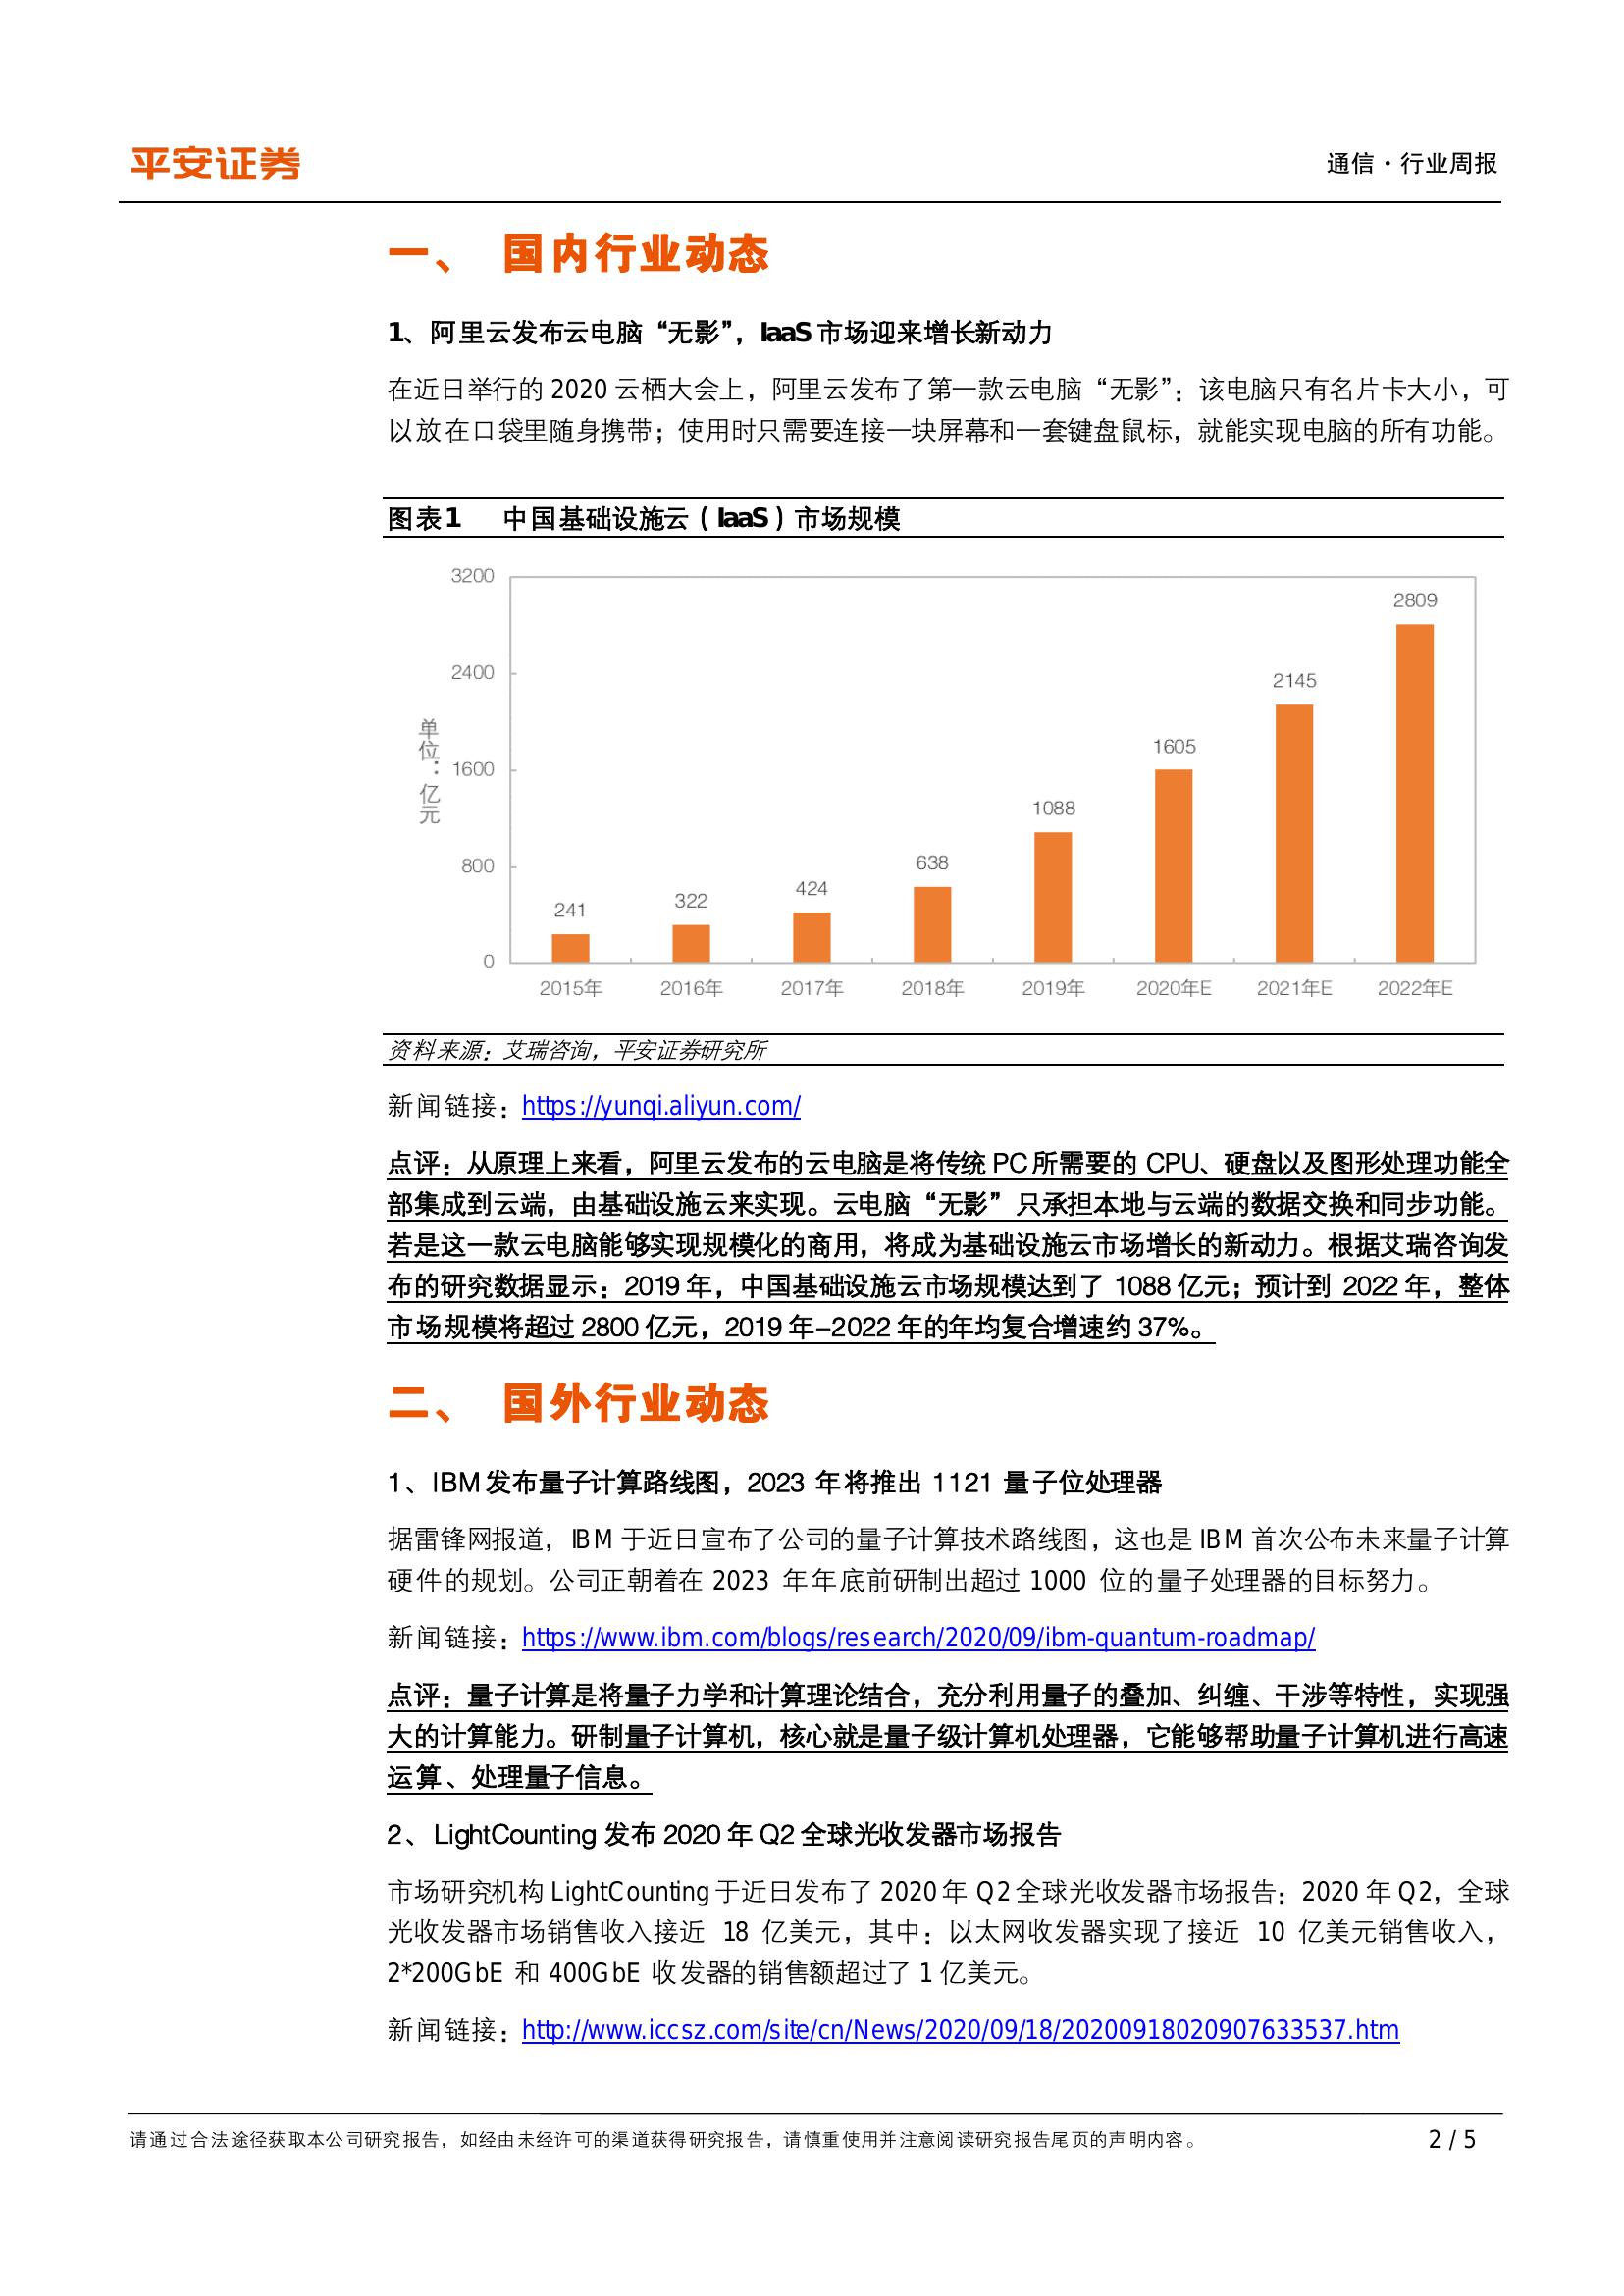 平安证券
通信·行业周报
一、 国内行业动态
1、阿里云发布云电脑“无影”，IaaS市场迎来增长新动力
在近日举行的 2020 云栖大会上，阿里云发布了第一款云电脑“无影”：该电脑只有名片卡大小，可
以放在口袋里随身携带；使用时只需要连接一块屏幕和一套键盘鼠标，就能实现电脑的所有功能。
图表1 中国基础设施云（IaaS）市场规模
3200
2400
1600
800
0
单位：亿元
241
322
424
638
1088
1605
2145
2809
2015年
2016年
2017年
2018年
2019年
2020年E
2021年E
2022年E
资料来源：艾瑞咨询，平安证券研究所
新闻链接：https://yunqi.aliyun.com/
点评：从原理上来看，阿里云发布的云电脑是将传统 PC 所需要的 CPU、硬盘以及图形处理功能全
部集成到云端，由基础设施云来实现。云电脑“无影”只承担本地与云端的数据交换和同步功能。
若是这一款云电脑能够实现规模化的商用，将成为基础设施云市场增长的新动力。根据艾瑞咨询发
布的研究数据显示：2019 年，中国基础设施云市场规模达到了 1088 亿元；预计到 2022 年，整体
市场规模将超过 2800 亿元，2019 年–2022 年的年均复合增速约 37%。
二、 国外行业动态
1、IBM 发布量子计算路线图，2023 年将推出 1121 量子位处理器
据雷锋网报道，IBM 于近日宣布了公司的量子计算技术路线图，这也是 IBM 首次公布未来量子计算
硬件的规划。公司正朝着在 2023 年年底前研制出超过 1000 位的量子处理器的目标努力。
新闻链接：https://www.ibm.com/blogs/research/2020/09/ibm-quantum-roadmap/
点评：量子计算是将量子力学和计算理论结合，充分利用量子的叠加、纠缠、干涉等特性，实现强
大的计算能力。研制量子计算机，核心就是量子级计算机处理器，它能够帮助量子计算机进行高速
运算、处理量子信息。
2、LightCounting 发布 2020 年 Q2 全球光收发器市场报告
市场研究机构 LightCounting 于近日发布了 2020 年 Q2 全球光收发器市场报告：2020 年 Q2，全球
光收发器市场销售收入接近 18 亿美元，其中：以太网收发器实现了接近 10 亿美元销售收入，
2*200GbE 和 400GbE 收发器的销售额超过了 1 亿美元。
新闻链接：http://www.iccsz.com/site/cn/News/2020/09/18/20200918020907633537.htm
请通过合法途径获取本公司研究报告，如经由未经许可的渠道获得研究报告，请慎重使用并注意阅读研究报告尾页的声明内容。
2 / 5